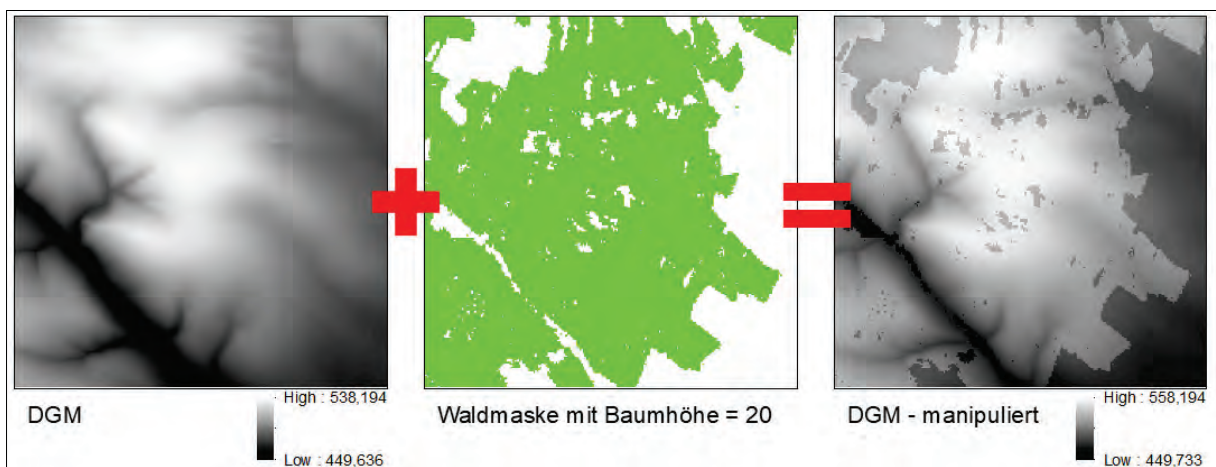 High : 538,194
DGM
Low : 449,636
Waldmaske mit Baumhöhe = 20
High : 558,194
DGM - manipuliert
Low : 449,733